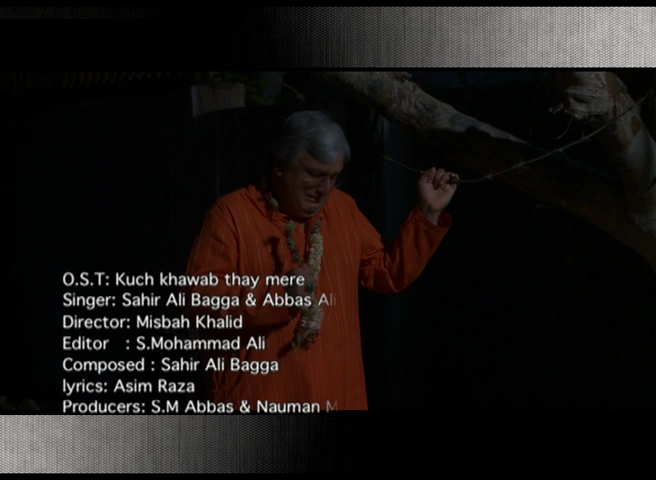 O.S.T: Kuch khawab thay mere
Singer: Sahir Ali Bagga & Abbas Ali
Director: Misbah Khalid
Editor : S.Mohammad Ali
Composed : Sahir Ali Bagga
lyrics: Asim Raza
Producers: S.M Abbas & Nauman M